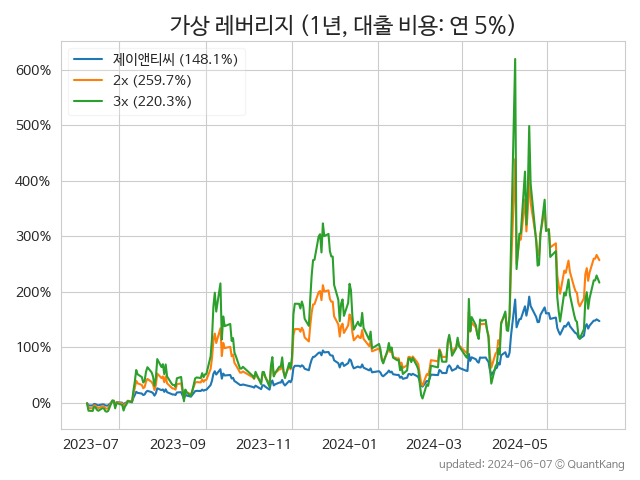 가상 레버리지 (1년, 대출 비용: 연 5%)
제이앤티씨 (148.1%)
2x (259.7%)
3x (220.3%)
600%
500%
400%
300%
200%
100%
0%
2023-07
2023-09
2023-11
2024-01
2024-03
2024-05
updated: 2024-06-07 © QuantKang